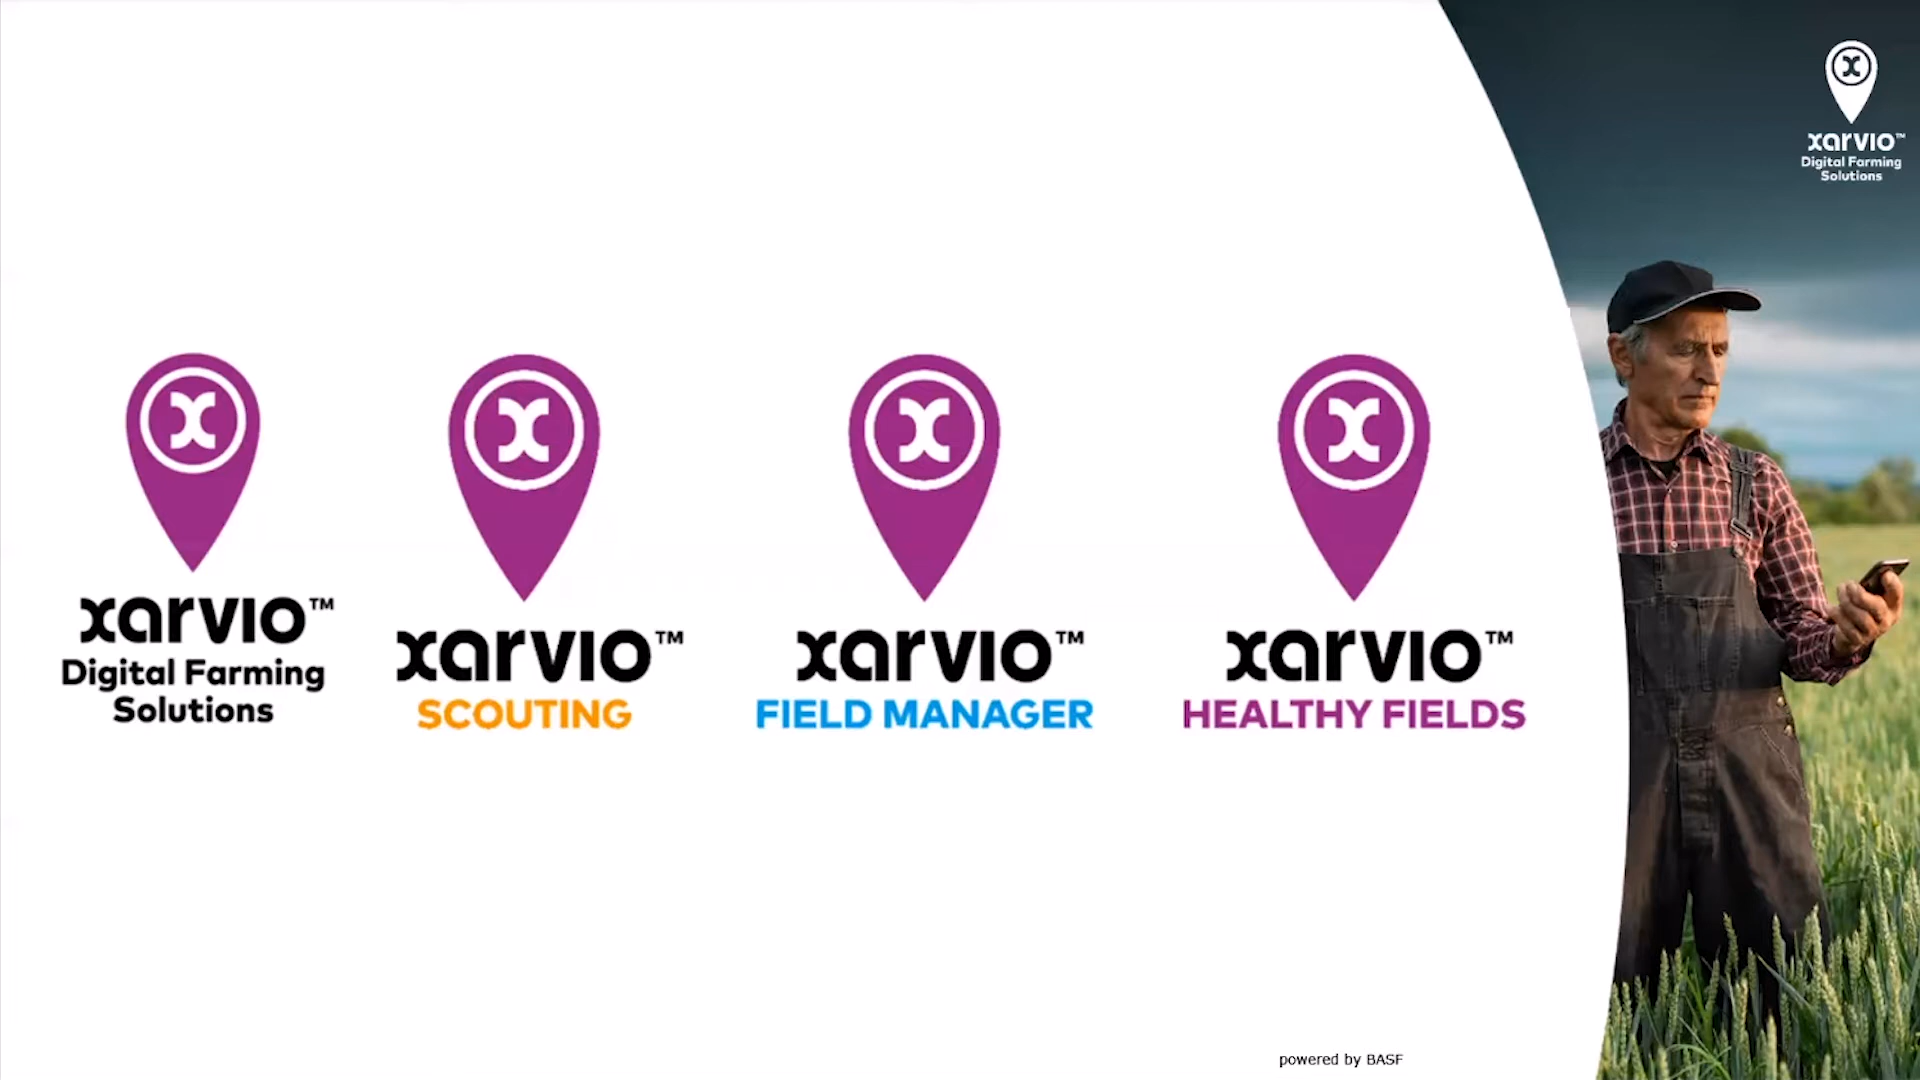 xarvio™
Digital Farming
Solutions
xarvio™
SCOUTING
xarvio™
FIELD MANAGER
xarvio™
HEALTHY FIELDS
xarvio™
Digital Farming
Solutions
powered by BASF